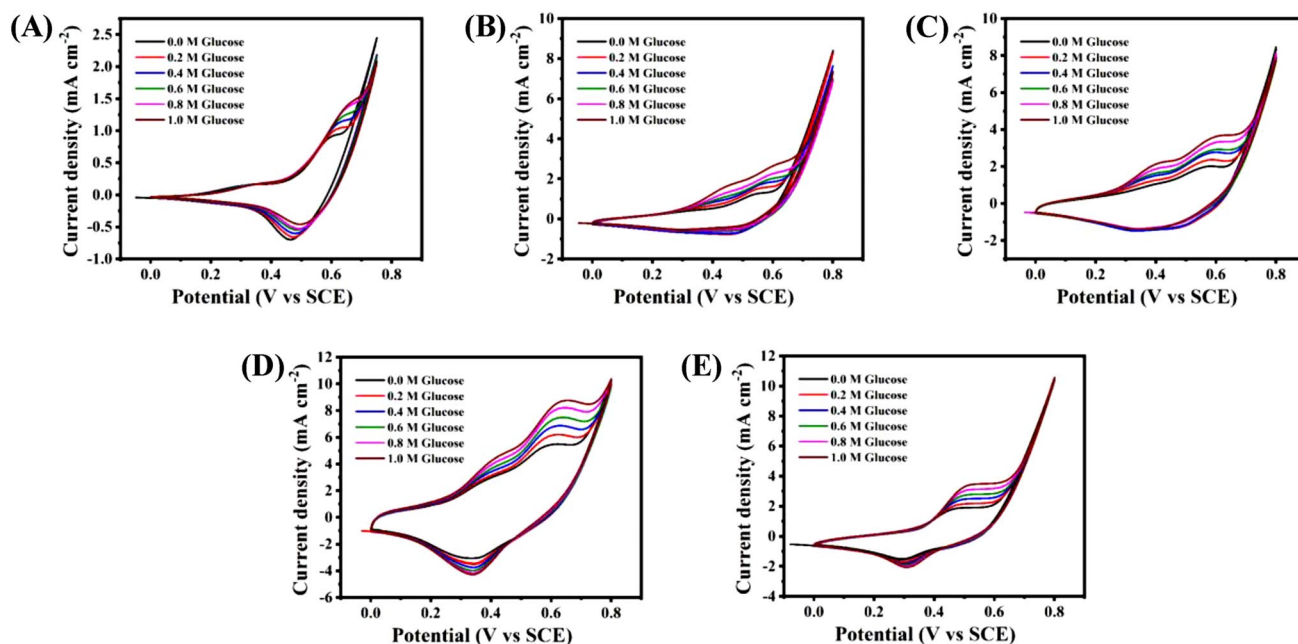 (A)
0.0 M Glucose
0.2 M Glucose
0.4 M Glucose
0.6 M Glucose
0.8 M Glucose
1.0 M Glucose
Current density (mA cm⁻²)
2.5
2.0
1.5
1.0
0.5
0.0
-0.5
-1.0
0.0 0.2 0.4 0.6 0.8
Potential (V vs SCE)
(B)
0.0 M Glucose
0.2 M Glucose
0.4 M Glucose
0.6 M Glucose
0.8 M Glucose
1.0 M Glucose
Current density (mA cm⁻²)
10
8
6
4
2
0
-2
0.0 0.2 0.4 0.6 0.8
Potential (V vs SCE)
(C)
0.0 M Glucose
0.2 M Glucose
0.4 M Glucose
0.6 M Glucose
0.8 M Glucose
1.0 M Glucose
Current density (mA cm⁻²)
10
8
6
4
2
0
-2
0.0 0.2 0.4 0.6 0.8
Potential (V vs SCE)
(D)
0.0 M Glucose
0.2 M Glucose
0.4 M Glucose
0.6 M Glucose
0.8 M Glucose
1.0 M Glucose
Current density (mA cm⁻²)
12
10
8
6
4
2
0
-2
-4
-6
0.0 0.2 0.4 0.6 0.8
Potential (V vs SCE)
(E)
0.0 M Glucose
0.2 M Glucose
0.4 M Glucose
0.6 M Glucose
0.8 M Glucose
1.0 M Glucose
Current density (mA cm⁻²)
12
10
8
6
4
2
0
-2
-4
0.0 0.2 0.4 0.6 0.8
Potential (V vs SCE)